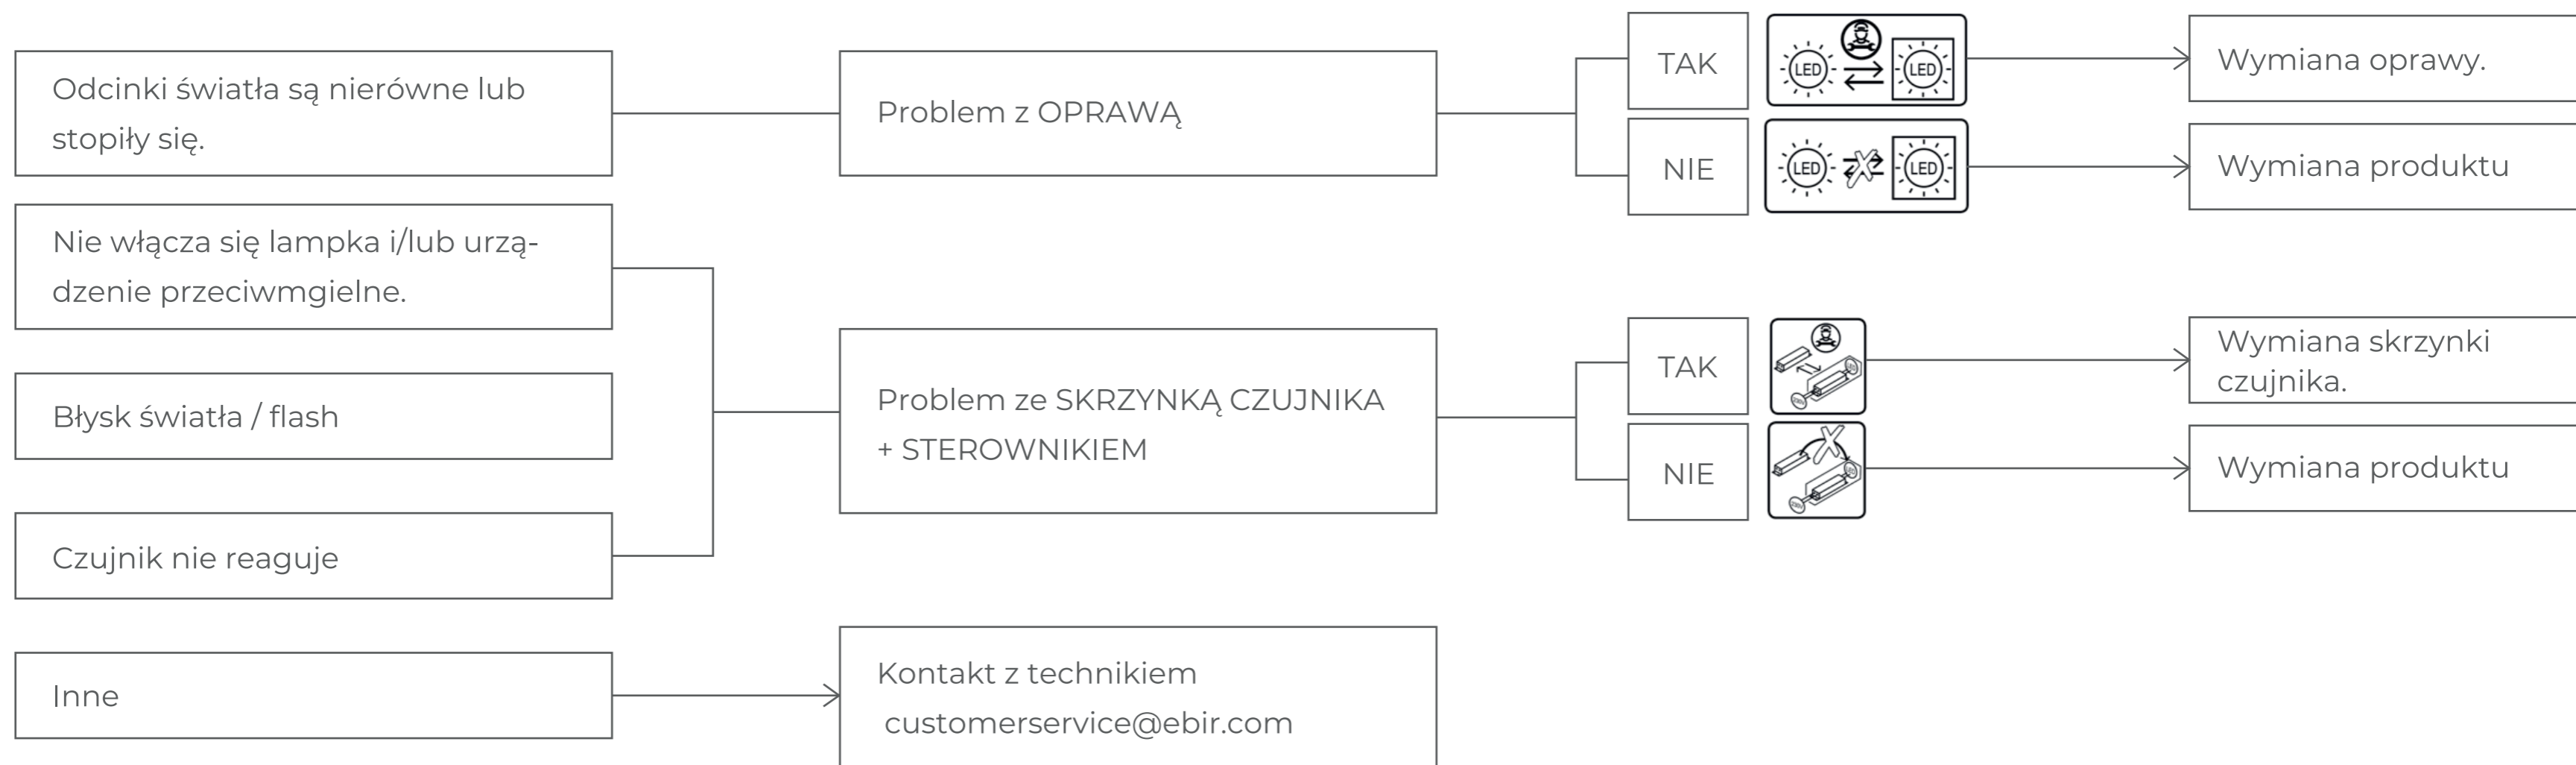 Odcinki światła są nierówne lub
stopiły się.
Problem z OPRAWĄ
TAK
LED
LED
Wymiana oprawy.
NIE
LED
LED
Wymiana produktu
Nie włącza się lampka i/lub urzą-
dzenie przeciwmgielne.
Błysk światła / flash
Czujnik nie reaguje
Problem ze SKRZYNKĄ CZUJNIKA
+ STEROWNIKIEM
TAK
Wymiana skrzynki
czujnika.
NIE
Wymiana produktu
Inne
Kontakt z technikiem
customerservice@ebir.com